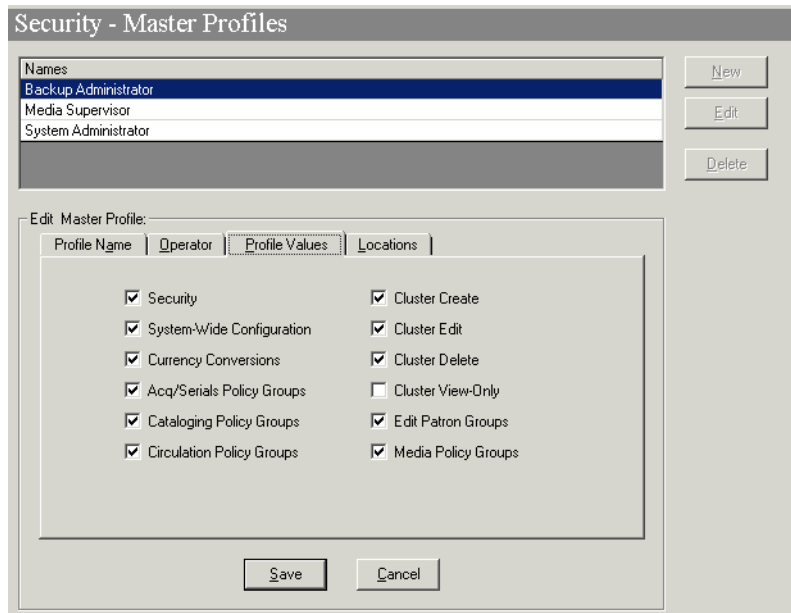 Security - Master Profiles
Names
Backup Administrator
Media Supervisor
System Administrator
New
Edit
Delete
Edit Master Profile:
Profile Name Operator Profile Values Locations
Security Cluster Create
System-Wide Configuration Cluster Edit
Currency Conversions Cluster Delete
Acq/Serials Policy Groups Cluster View-Only
Cataloging Policy Groups Edit Patron Groups
Circulation Policy Groups Media Policy Groups
Save Cancel